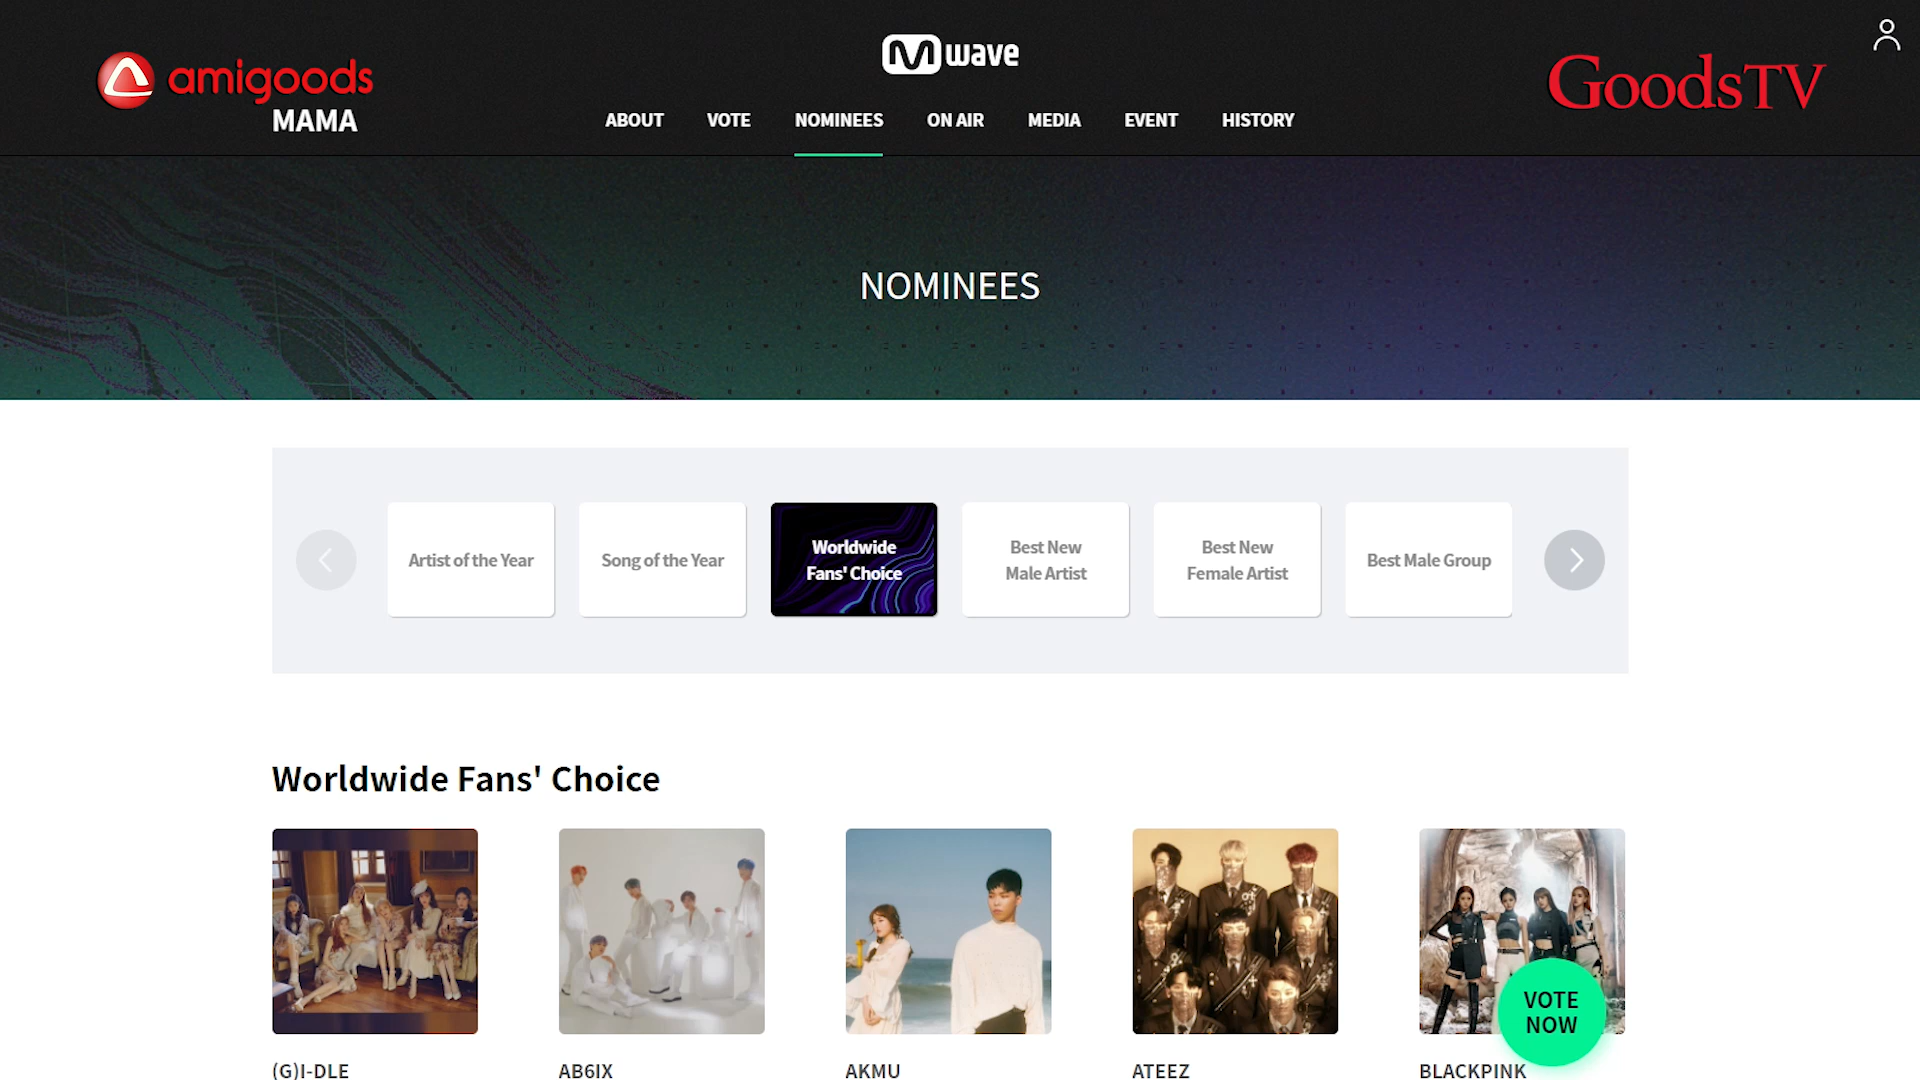 Mwave
amigoods
MAMA
GoodsTV
ABOUT VOTE NOMINEES ON AIR MEDIA EVENT HISTORY
NOMINEES
Artist of the Year
Song of the Year
Worldwide
Fans' Choice
Best New
Male Artist
Best New
Female Artist
Best Male Group
Worldwide Fans' Choice
(G)I-DLE
AB6IX
AKMU
ATEEZ
BLACKPINK
VOTE
NOW